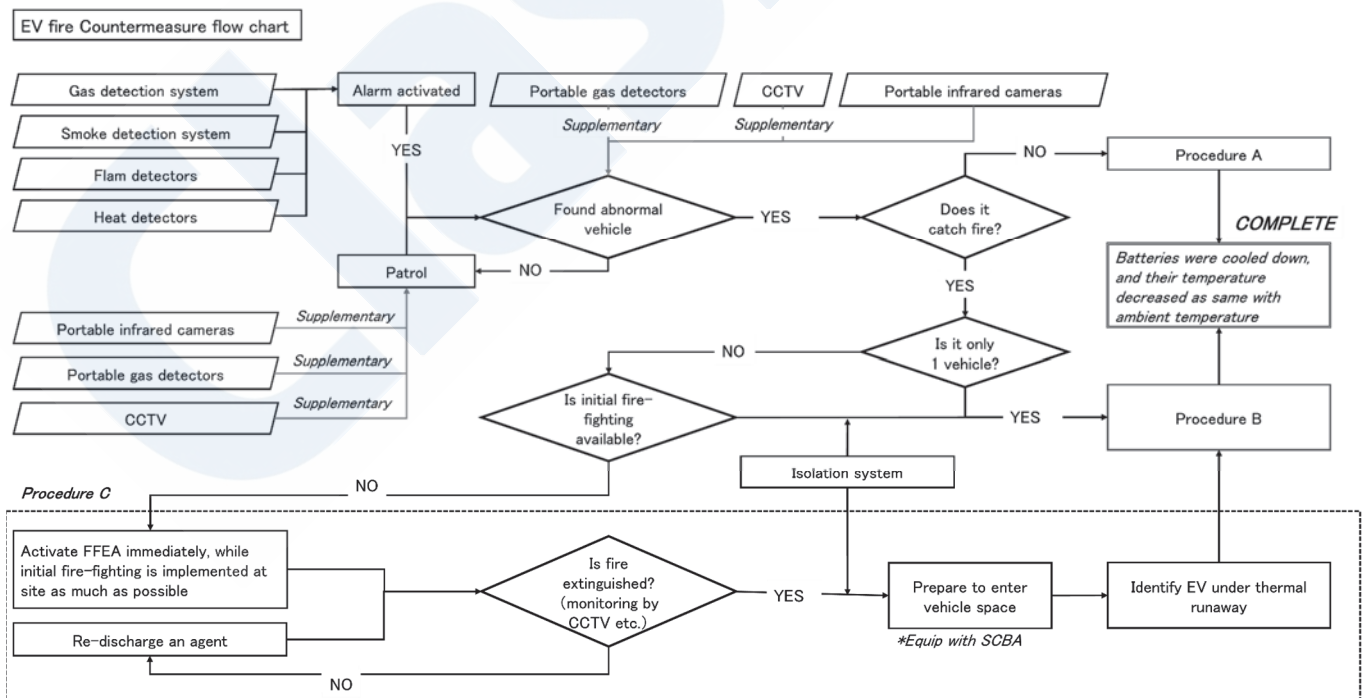 EV fire Countermeasure flow chart
Gas detection system
Alarm activated
Portable gas detectors
CCTV
Portable infrared cameras
Supplementary
Supplementary
Smoke detection system
YES
NO
Procedure A
Flam detectors
Found abnormal
vehicle
YES
Does it
catch fire?
Heat detectors
COMPLETE
Patrol
NO
Batteries were cooled down,
and their temperature
decreased as same with
ambient temperature
YES
Portable infrared cameras
Supplementary
Is it only
1 vehicle?
NO
Portable gas detectors
Supplementary
CCTV
Supplementary
Is initial fire-
fighting
available?
YES
Procedure B
Isolation system
Procedure C
NO
Activate FFEA immediately, while
initial fire-fighting is implemented at
site as much as possible
Is fire
extinguished?
(monitoring by
CCTV etc.)
YES
Prepare to enter
vehicle space
Identify EV under thermal
runaway
Re-discharge an agent
*Equip with SCBA
NO